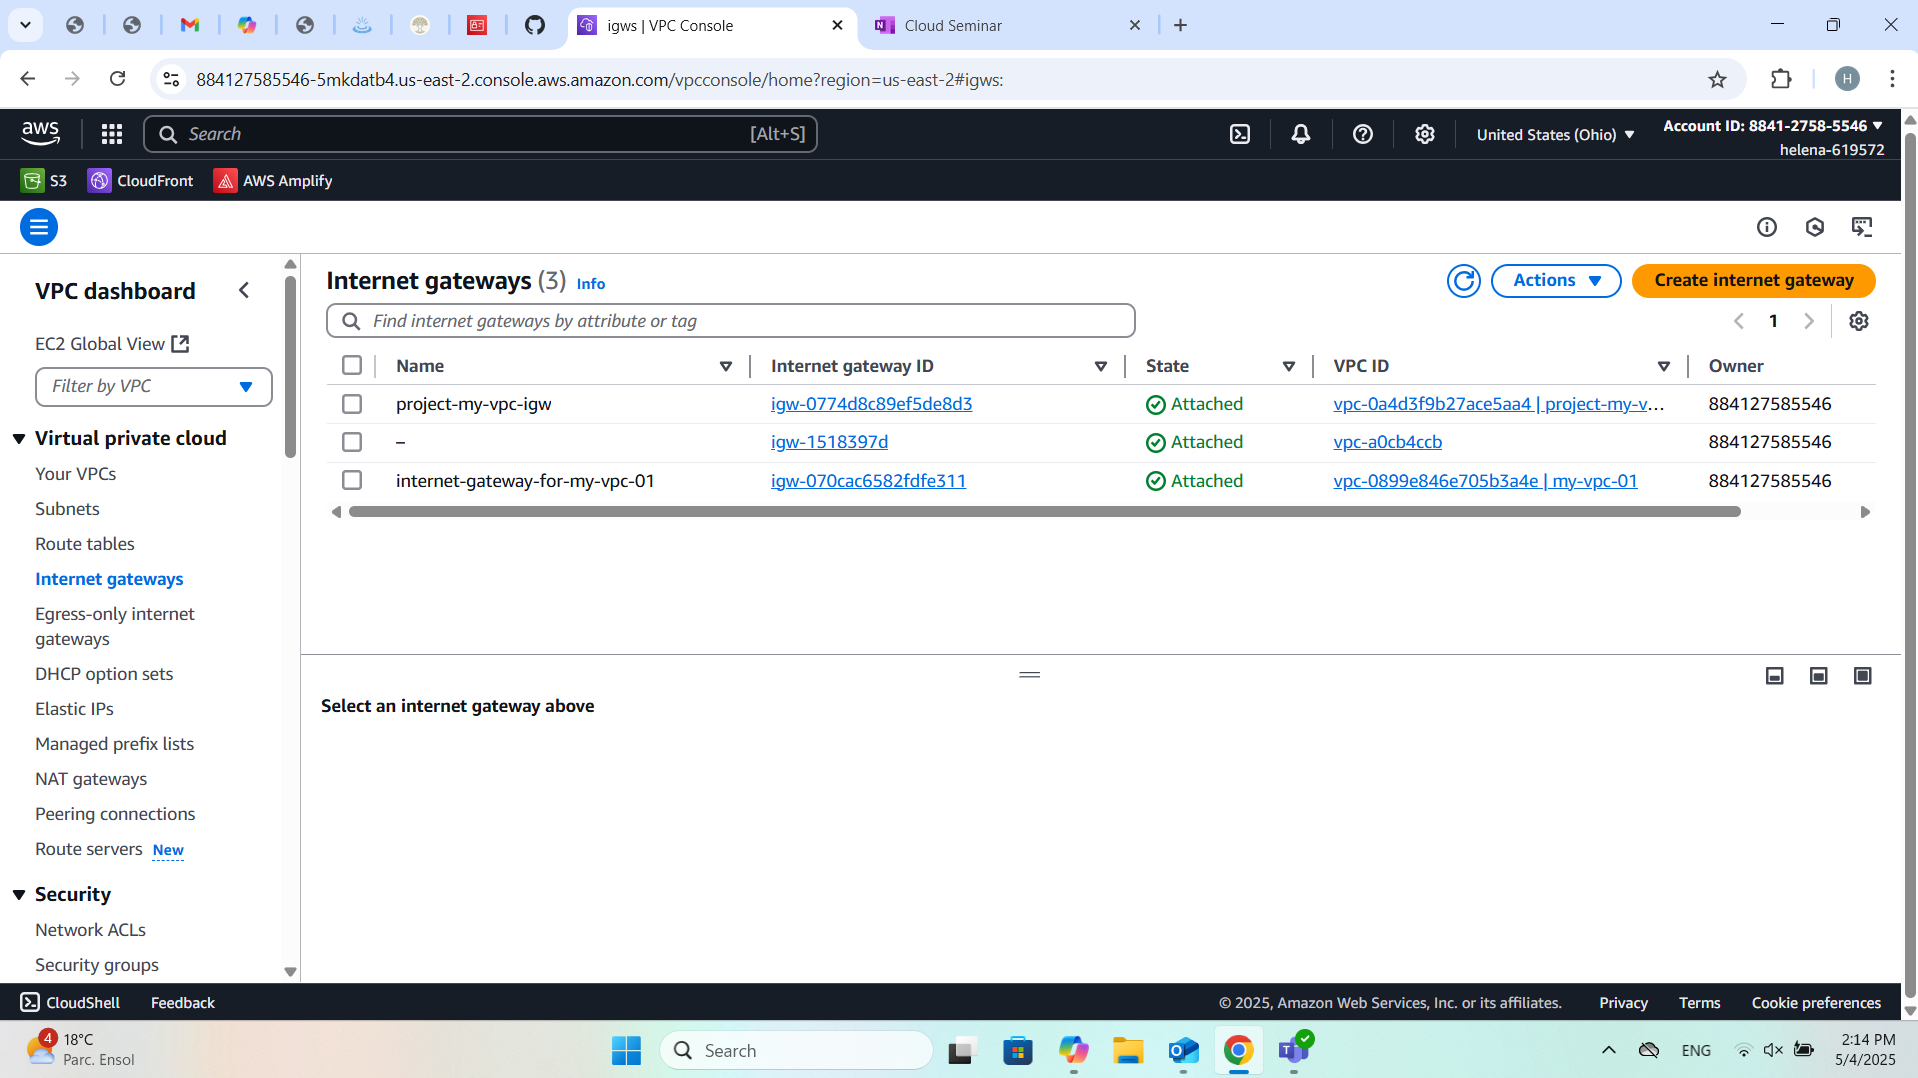 igws | VPC Console
Cloud Seminar
884127585546-5mkdatb4.us-east-2.console.aws.amazon.com/vpcconsole/home?region=us-east-2#igws:
H
aws
Search
[Alt+S]
United States (Ohio)
Account ID: 8841-2758-5546
helena-619572
S3
CloudFront
AWS Amplify
VPC dashboard
EC2 Global View
Filter by VPC
Virtual private cloud
Your VPCs
Subnets
Route tables
Internet gateways
Egress-only internet
gateways
DHCP option sets
Elastic IPs
Managed prefix lists
NAT gateways
Peering connections
Route servers New
Security
Network ACLs
Security groups
Internet gateways (3) Info
Actions
Create internet gateway
Find internet gateways by attribute or tag
1
Name Internet gateway ID State VPC ID Owner
project-my-vpc-igw igw-0774d8c89ef5de8d3 Attached vpc-0a4d3f9b27ace5aa4 | project-my-v... 884127585546
– igw-1518397d Attached vpc-a0cb4ccb 884127585546
internet-gateway-for-my-vpc-01 igw-070cac6582fdfe311 Attached vpc-0899e846e705b3a4e | my-vpc-01 884127585546
Select an internet gateway above
CloudShell Feedback © 2025, Amazon Web Services, Inc. or its affiliates. Privacy Terms Cookie preferences
4
18°C
Parc. Ensol
Search
ENG
2:14 PM
5/4/2025